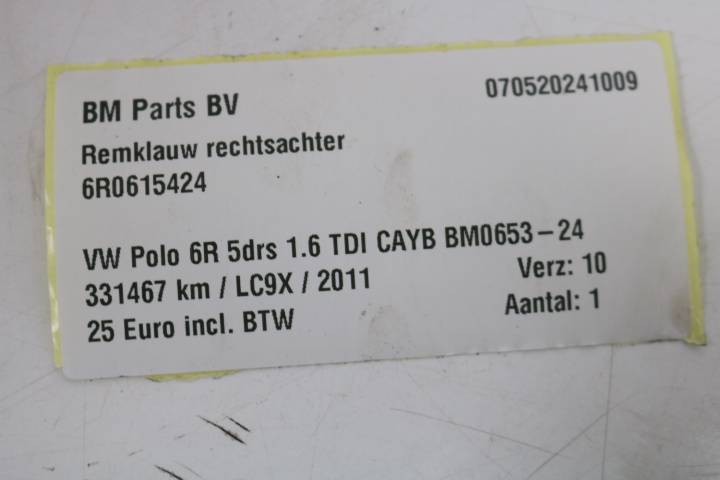 BM Parts BV 070520241009
Remklauw rechtsachter
6R0615424
VW Polo 6R 5drs 1.6 TDI CAYB BM0653-24
331467 km / LC9X / 2011 Verz: 10
25 Euro incl. BTW Aantal: 1